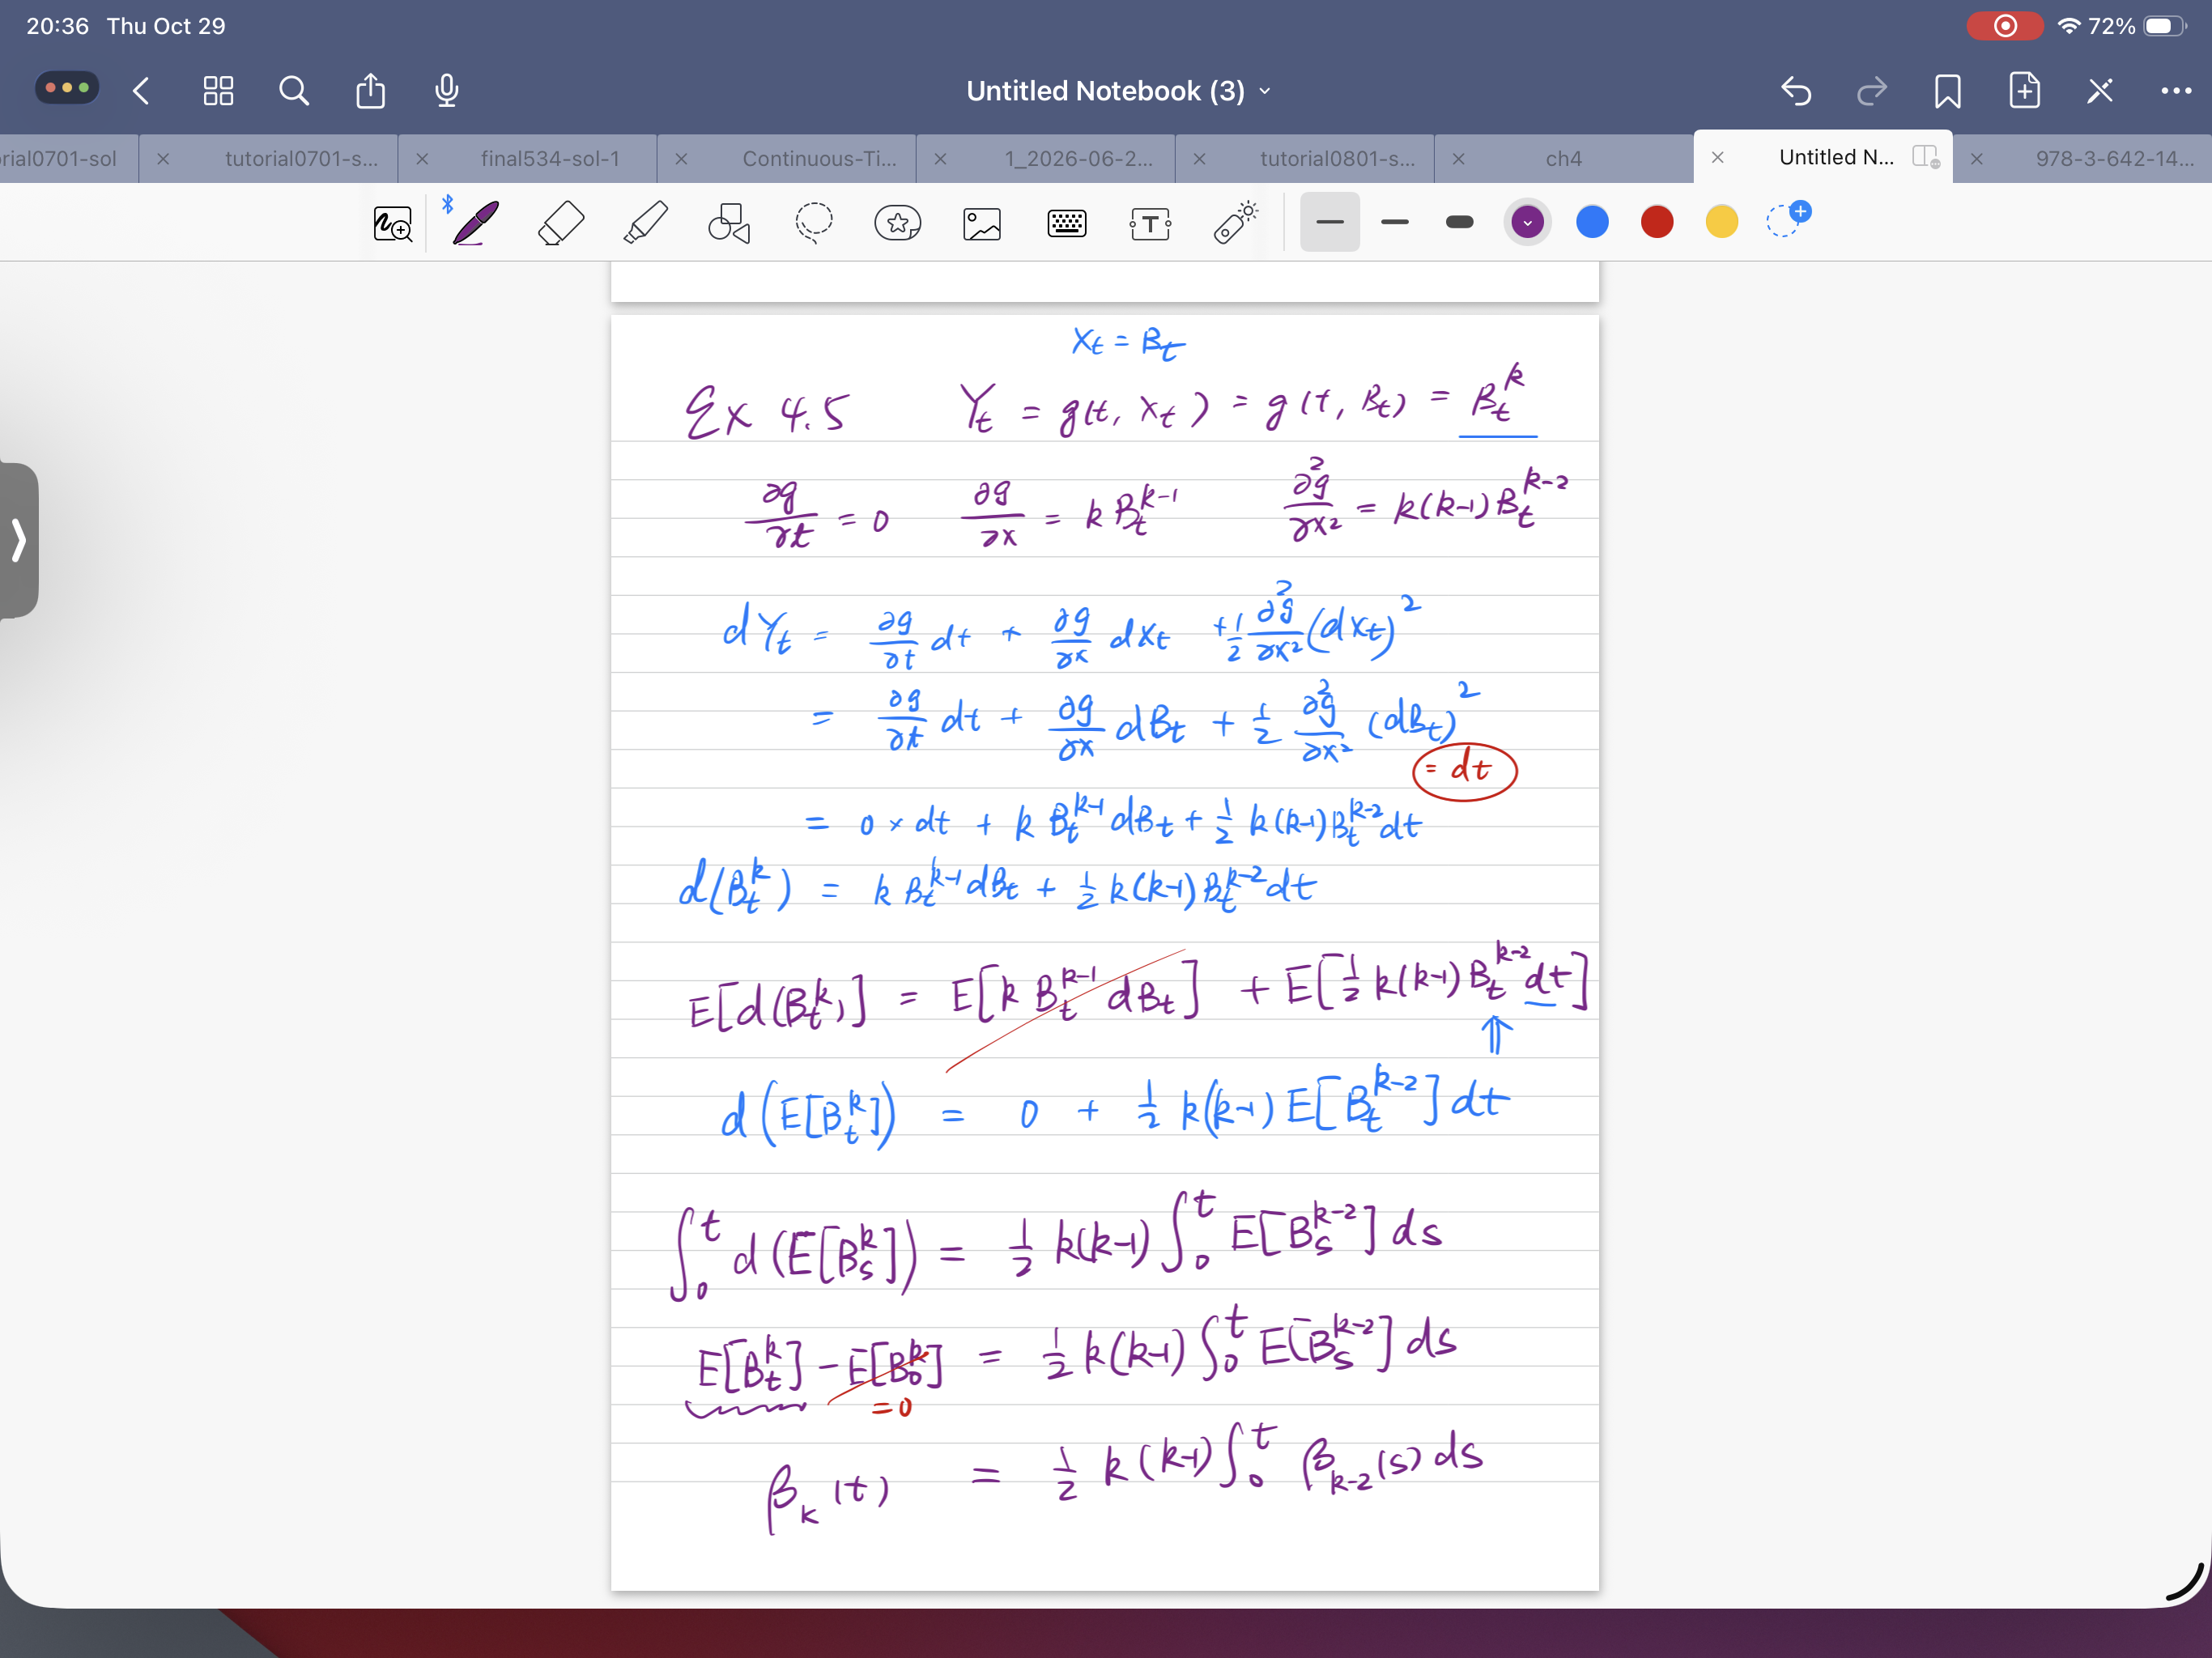 20:36 Thu Oct 29 72%
Untitled Notebook (3)
rial0701-sol tutorial0701-s... final534-sol-1 Continuous-Ti... 1_2026-06-2... tutorial0801-s... ch4 Untitled N... 978-3-642-14...
X_t = B_t
Ex 4.5 Y_t = g(t, X_t) = g(t, B_t) = B_t^k
∂g/∂t = 0 ∂g/∂x = k B_t^{k-1} ∂²g/∂x² = k(k-1) B_t^{k-2}
dY_t = ∂g/∂t dt + ∂g/∂x dX_t + 1/2 ∂²g/∂x² (dX_t)²
= ∂g/∂t dt + ∂g/∂x dB_t + 1/2 ∂²g/∂x² (dB_t)²
= dt
= 0 × dt + k B_t^{k-1} dB_t + 1/2 k(k-1) B_t^{k-2} dt
d(B_t^k) = k B_t^{k-1} dB_t + 1/2 k(k-1) B_t^{k-2} dt
E[d(B_t^k)] = E[k B_t^{k-1} dB_t] + E[1/2 k(k-1) B_t^{k-2} dt]
⇑
d(E[B_t^k]) = 0 + 1/2 k(k-1) E[B_t^{k-2}] dt
∫_0^t d(E[B_s^k]) = 1/2 k(k-1) ∫_0^t E[B_s^{k-2}] ds
E[B_t^k] - E[B_0^k] = 1/2 k(k-1) ∫_0^t E[B_s^{k-2}] ds
= 0
β_k(t) = 1/2 k(k-1) ∫_0^t β_{k-2}(s) ds